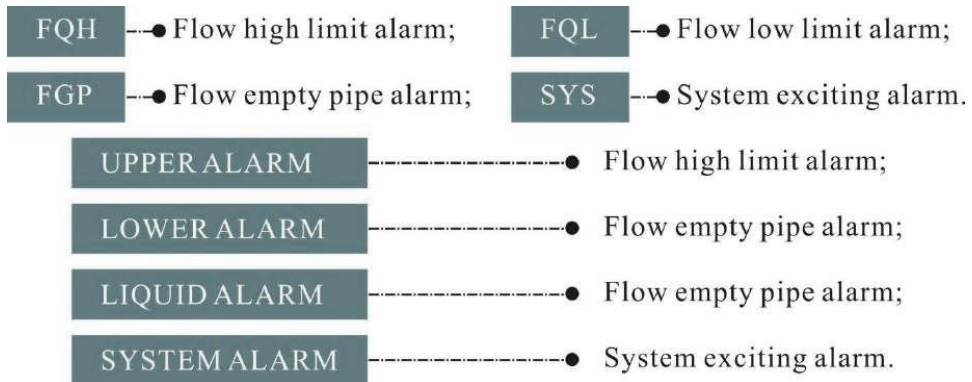 FQH Flow high limit alarm; FQL Flow low limit alarm;
FGP Flow empty pipe alarm; SYS System exciting alarm.
UPPER ALARM Flow high limit alarm;
LOWER ALARM Flow empty pipe alarm;
LIQUID ALARM Flow empty pipe alarm;
SYSTEM ALARM System exciting alarm.